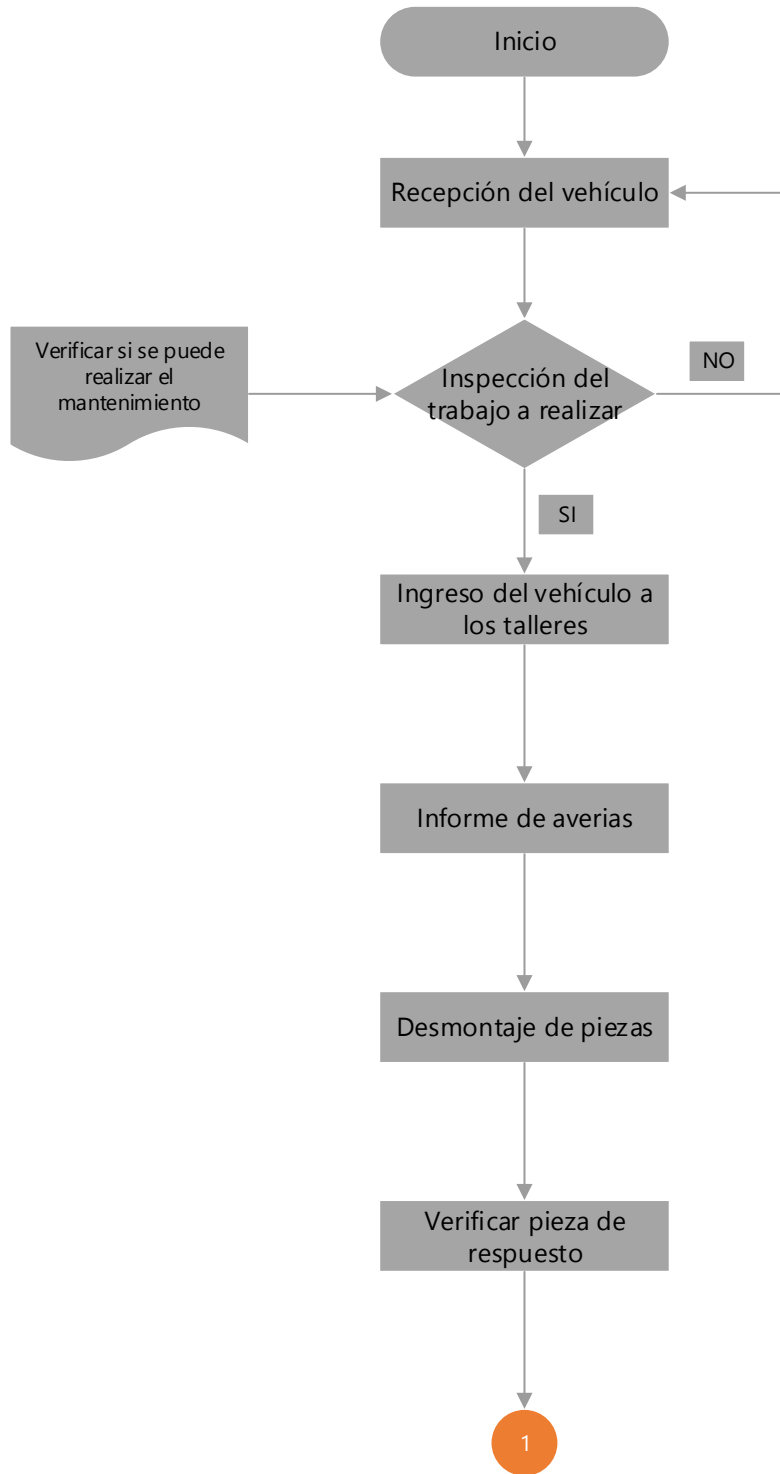 Inicio
Recepción del vehículo
Verificar si se puede
realizar el
mantenimiento
Inspección del
trabajo a realizar
NO
SI
Ingreso del vehículo a
los talleres
Informe de averias
Desmontaje de piezas
Verificar pieza de
respuesto
1